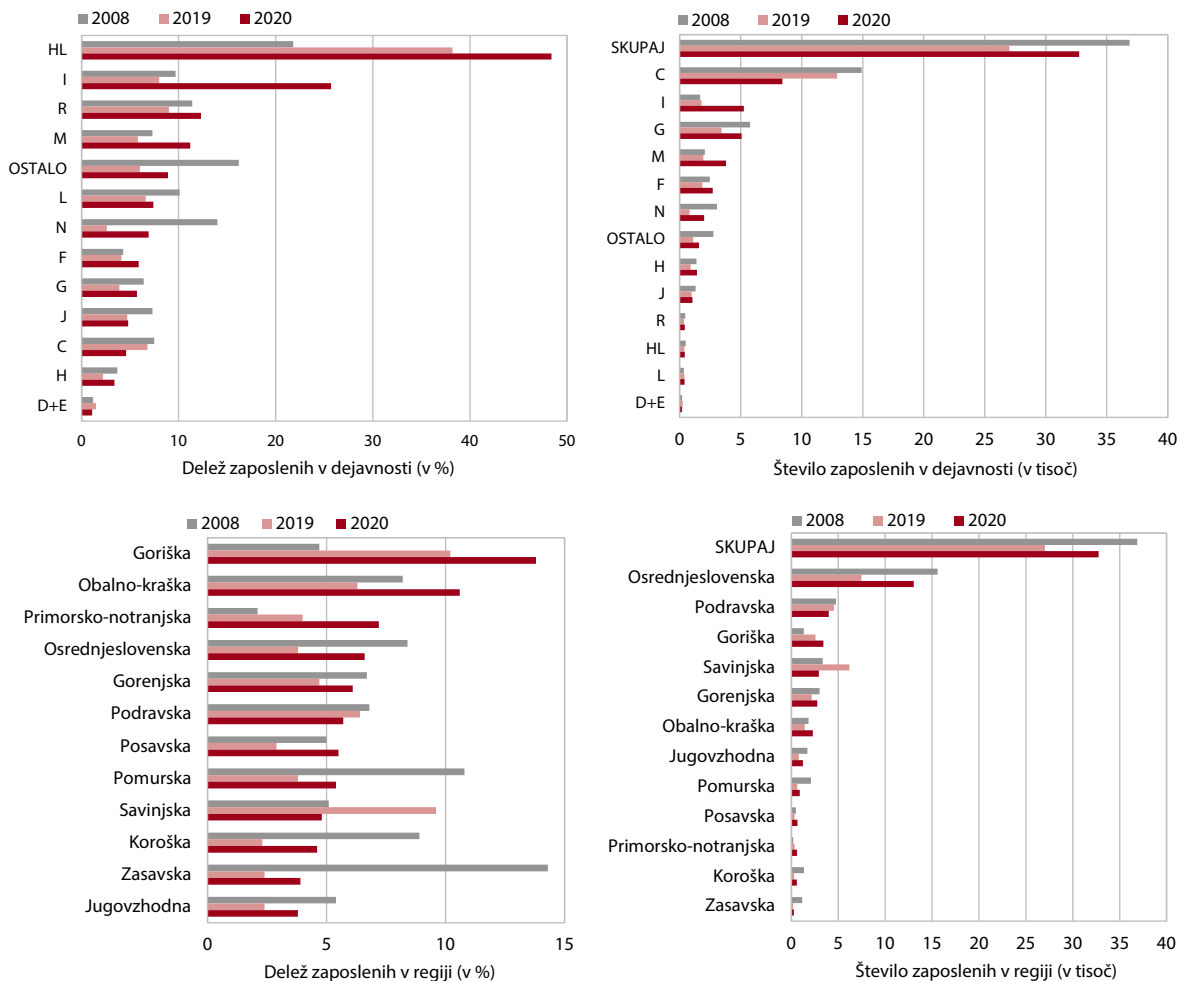 2008 2019 2020
HL
I
R
M
OSTALO
L
N
F
G
J
C
H
D+E
0 10 20 30 40 50
Delež zaposlenih v dejavnosti (v %)
2008 2019 2020
SKUPAJ
C
I
G
M
F
N
OSTALO
H
J
R
HL
L
D+E
0 5 10 15 20 25 30 35 40
Število zaposlenih v dejavnosti (v tisoč)
2008 2019 2020
Goriška
Obalno-kraška
Primorsko-notranjska
Osrednjeslovenska
Gorenjska
Podravska
Posavska
Pomurska
Savinjska
Koroška
Zasavska
Jugovzhodna
0 5 10 15
Delež zaposlenih v regiji (v %)
2008 2019 2020
SKUPAJ
Osrednjeslovenska
Podravska
Goriška
Savinjska
Gorenjska
Obalno-kraška
Jugovzhodna
Pomurska
Posavska
Primorsko-notranjska
Koroška
Zasavska
0 5 10 15 20 25 30 35 40
Število zaposlenih v regiji (v tisoč)